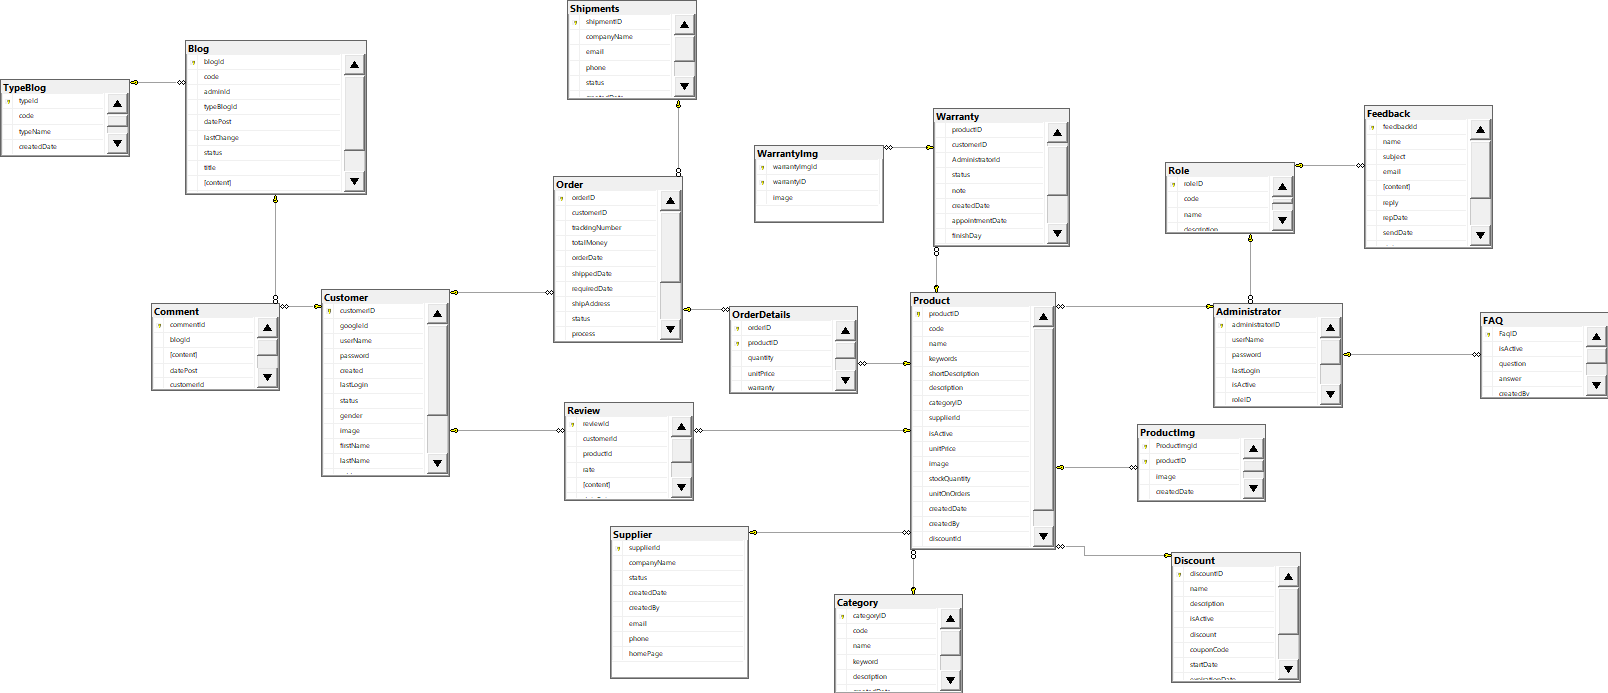 Shipments
shipmentID
companyName
email
phone
status
createdDate
Blog
blogId
code
adminId
typeBlogId
datePost
lastChange
status
title
[content]
TypeBlog
typeId
code
typeName
createdDate
Warranty
productID
customerID
AdministratorId
status
note
createdDate
appointmentDate
finishDay
WarrantyImg
warrantyImgId
warrantyID
image
Feedback
feedbackId
name
subject
email
[content]
reply
repDate
sendDate
Role
roleID
code
name
description
Order
orderID
customerID
trackingNumber
totalMoney
orderDate
shippedDate
requiredDate
shipAddress
status
process
Customer
customerID
googleId
userName
password
created
lastLogin
status
gender
image
firstName
lastName
Comment
commentId
blogId
[content]
datePost
customerId
OrderDetails
orderID
productID
quantity
unitPrice
warranty
Product
productID
code
name
keywords
shortDescription
description
categoryID
supplierId
isActive
unitPrice
image
stockQuantity
unitOnOrders
createdDate
createdBy
discountId
Administrator
administratorID
userName
password
lastLogin
isActive
roleID
FAQ
FaqID
isActive
question
answer
createdBy
Review
reviewId
customerId
productId
rate
[content]
ProductImg
ProductImgId
productID
image
createdDate
Supplier
supplierId
companyName
status
createdDate
createdBy
email
phone
homePage
Discount
discountID
name
description
isActive
discount
couponCode
startDate
expirationDate
Category
categoryID
code
name
keyword
description
createdDate